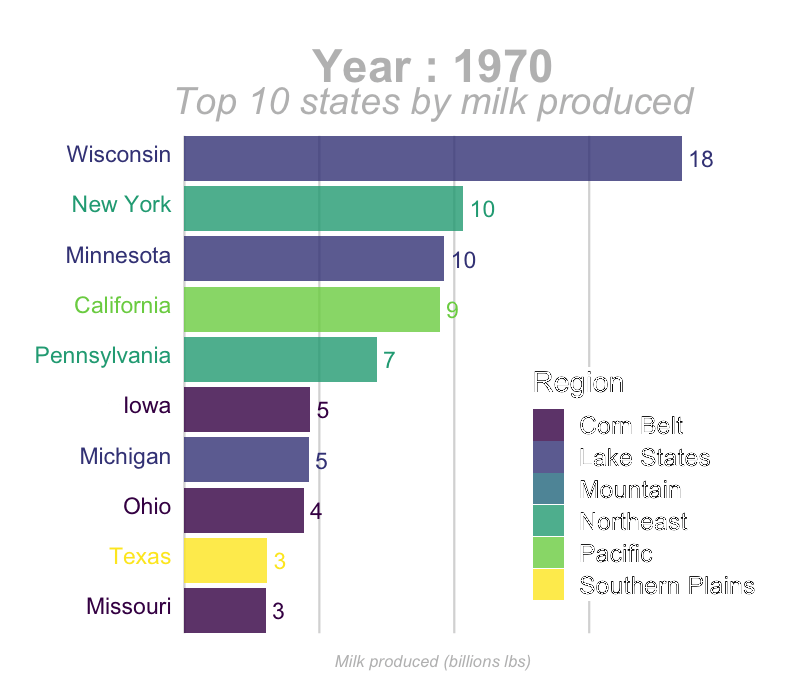 Year : 1970
Top 10 states by milk produced
Wisconsin 18
New York 10
Minnesota 10
California 9
Pennsylvania 7
Iowa 5
Michigan 5
Ohio 4
Texas 3
Missouri 3
Region
Corn Belt
Lake States
Mountain
Northeast
Pacific
Southern Plains
Milk produced (billions lbs)